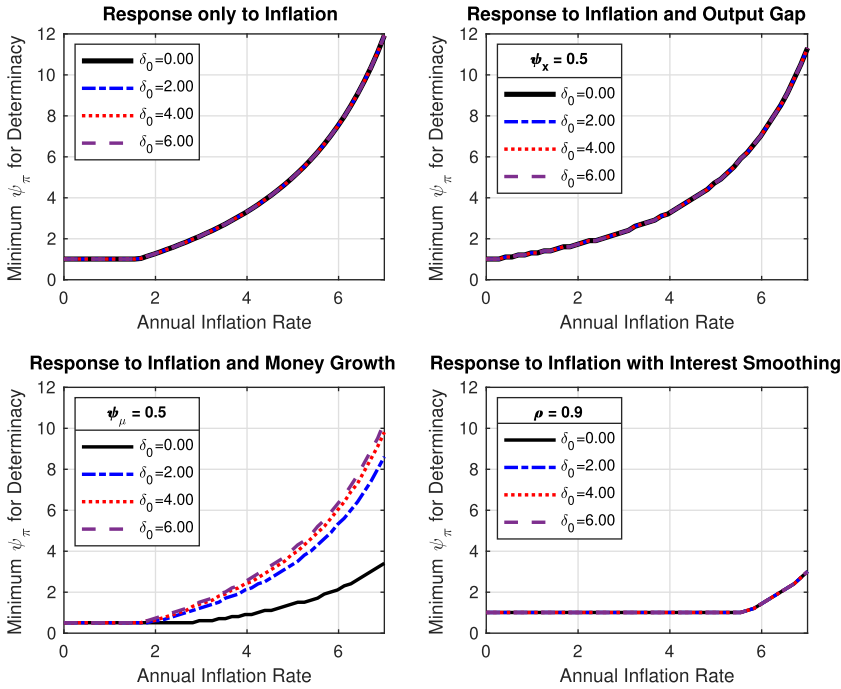 Response only to Inflation
Minimum ψπ for Determinacy
12
10
8
6
4
2
0
δ0=0.00
δ0=2.00
δ0=4.00
δ0=6.00
0 2 4 6
Annual Inflation Rate
Response to Inflation and Output Gap
Minimum ψπ for Determinacy
12
10
8
6
4
2
0
ψx = 0.5
δ0=0.00
δ0=2.00
δ0=4.00
δ0=6.00
0 2 4 6
Annual Inflation Rate
Response to Inflation and Money Growth
Minimum ψπ for Determinacy
12
10
8
6
4
2
0
ψμ = 0.5
δ0=0.00
δ0=2.00
δ0=4.00
δ0=6.00
0 2 4 6
Annual Inflation Rate
Response to Inflation with Interest Smoothing
Minimum ψπ for Determinacy
12
10
8
6
4
2
0
ρ = 0.9
δ0=0.00
δ0=2.00
δ0=4.00
δ0=6.00
0 2 4 6
Annual Inflation Rate